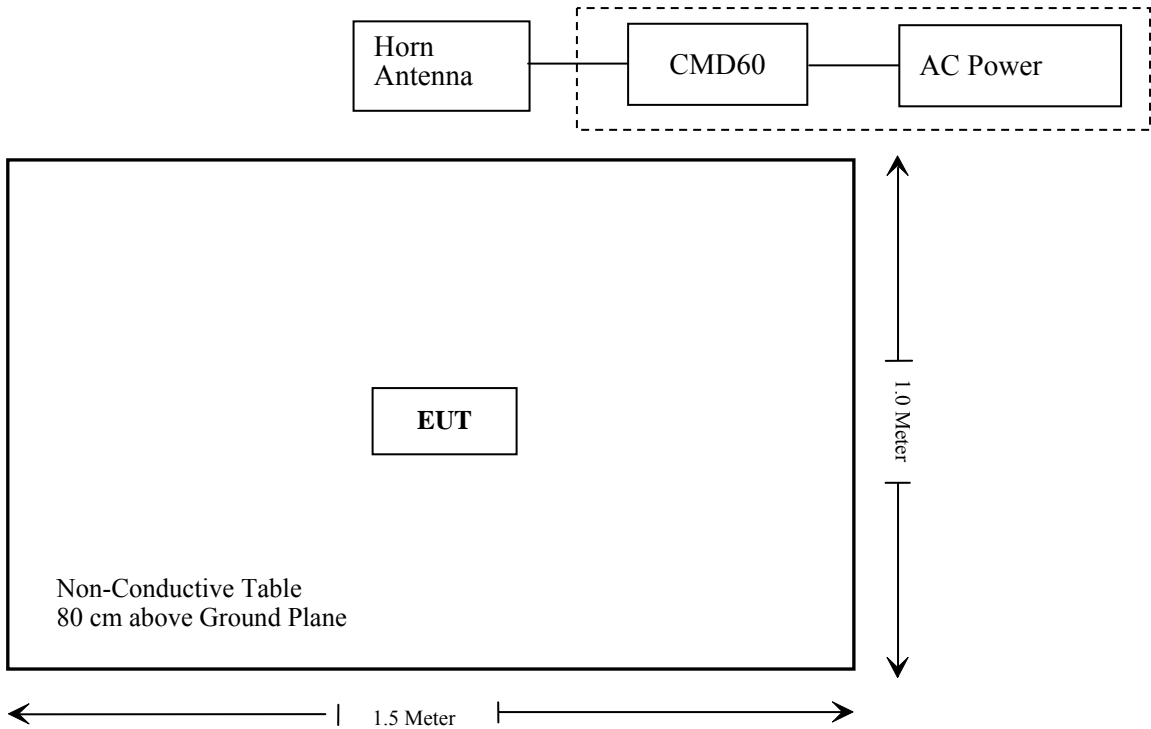 Horn
Antenna
CMD60
AC Power
EUT
1.0 Meter
Non-Conductive Table
80 cm above Ground Plane
1.5 Meter